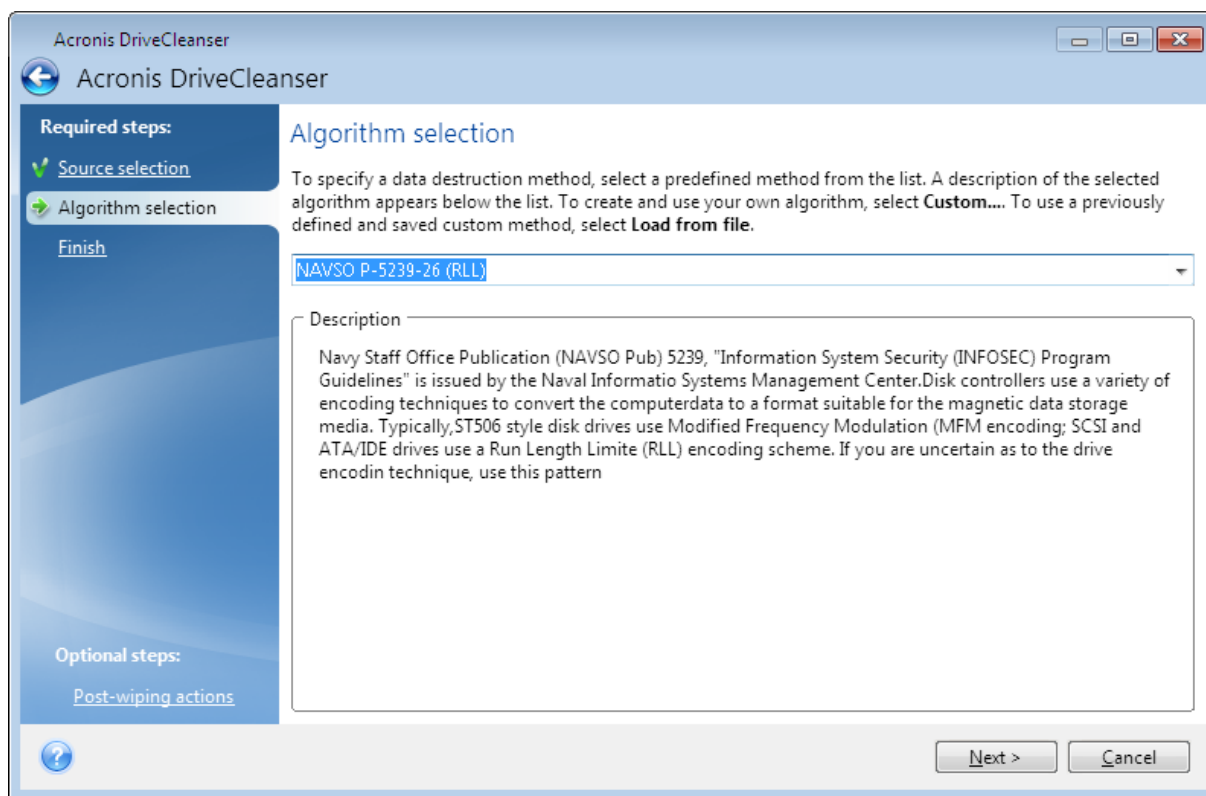 Acronis DriveCleanser
Acronis DriveCleanser
Required steps:
Source selection
Algorithm selection
Finish
Optional steps:
Post-wiping actions
Algorithm selection
To specify a data destruction method, select a predefined method from the list. A description of the selected
algorithm appears below the list. To create and use your own algorithm, select Custom.... To use a previously
defined and saved custom method, select Load from file.
NAVSO P-5239-26 (RLL)
Description
Navy Staff Office Publication (NAVSO Pub) 5239, "Information System Security (INFOSEC) Program
Guidelines" is issued by the Naval Informatio Systems Management Center.Disk controllers use a variety of
encoding techniques to convert the computerdata to a format suitable for the magnetic data storage
media. Typically,ST506 style disk drives use Modified Frequency Modulation (MFM encoding; SCSI and
ATA/IDE drives use a Run Length Limite (RLL) encoding scheme. If you are uncertain as to the drive
encodin technique, use this pattern
?
Next >
Cancel